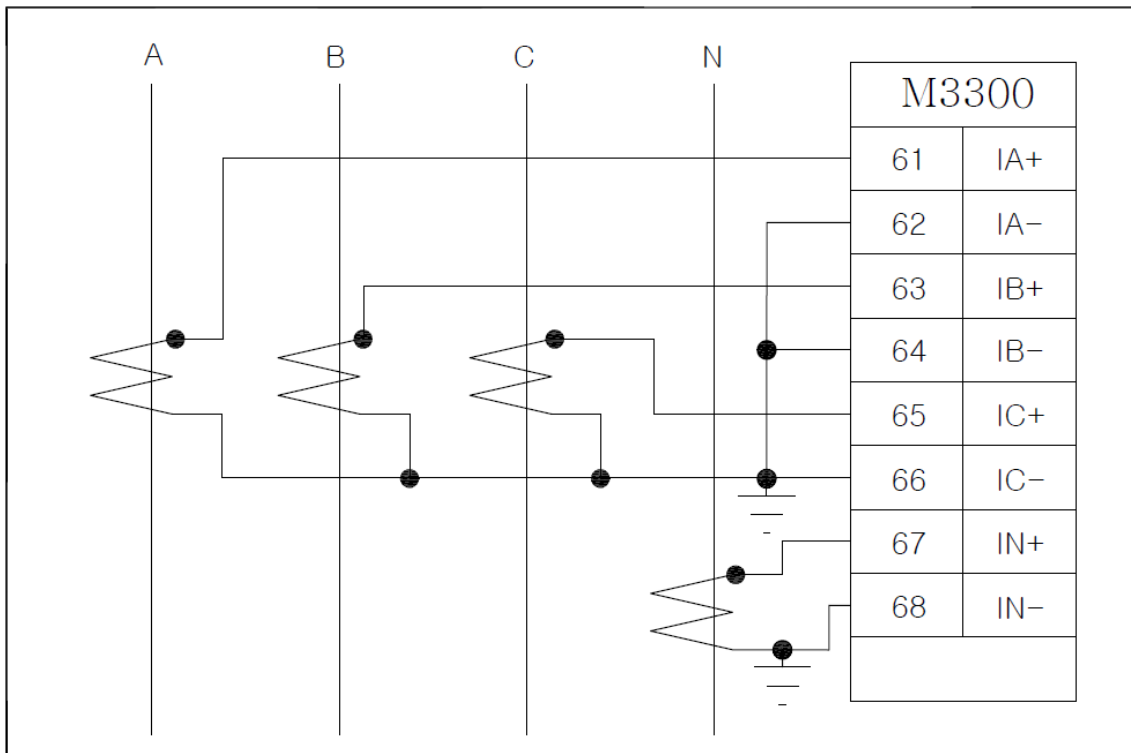 A B C N
M3300
61 IA+
62 IA-
63 IB+
64 IB-
65 IC+
66 IC-
67 IN+
68 IN-